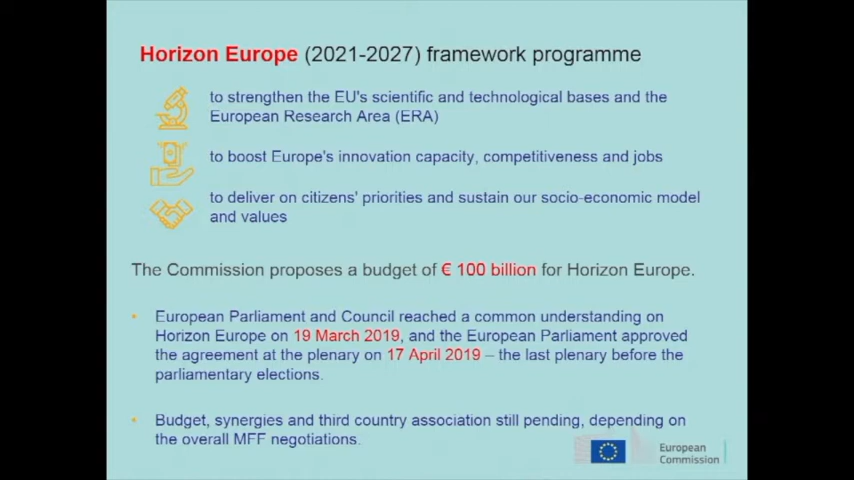 Horizon Europe (2021-2027) framework programme
to strengthen the EU's scientific and technological bases and the
European Research Area (ERA)
to boost Europe's innovation capacity, competitiveness and jobs
to deliver on citizens' priorities and sustain our socio-economic model
and values
The Commission proposes a budget of € 100 billion for Horizon Europe.
• European Parliament and Council reached a common understanding on
Horizon Europe on 19 March 2019, and the European Parliament approved
the agreement at the plenary on 17 April 2019 – the last plenary before the
parliamentary elections.
• Budget, synergies and third country association still pending, depending on
the overall MFF negotiations.
European
Commission